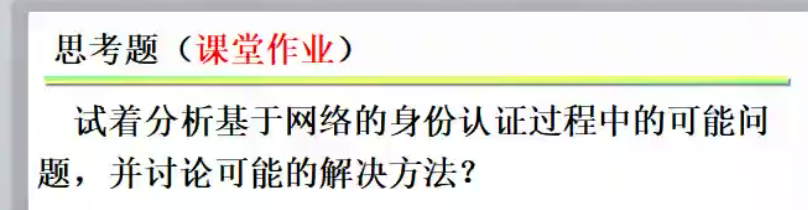 思考题（课堂作业）
试着分析基于网络的身份认证过程中的可能问
题，并讨论可能的解决方法？